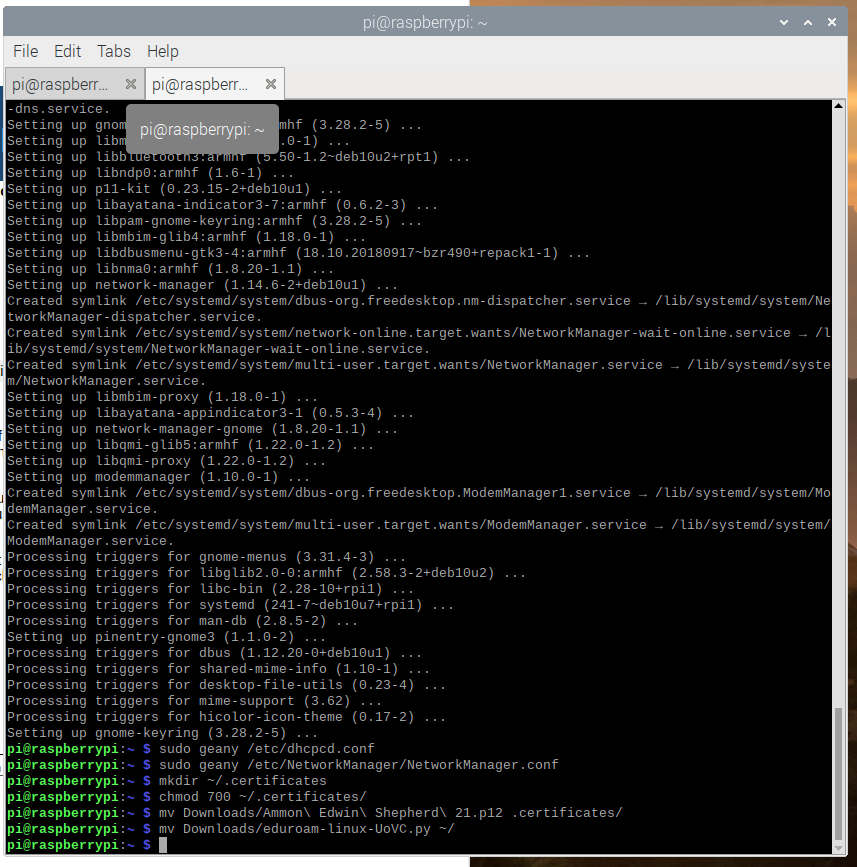 pi@raspberrypi: ~
File Edit Tabs Help
pi@raspberr... pi@raspberr...
-dns.service.
pi@raspberrypi: ~
Setting up gnom mhf (3.28.2-5) ...
Setting up libm .0-1) ...
Setting up libbluetooth3:armhf (5.50-1.2~deb10u2+rpt1) ...
Setting up libndp0:armhf (1.6-1) ...
Setting up p11-kit (0.23.15-2+deb10u1) ...
Setting up libayatana-indicator3-7:armhf (0.6.2-3) ...
Setting up libpam-gnome-keyring:armhf (3.28.2-5) ...
Setting up libmbim-glib4:armhf (1.18.0-1) ...
Setting up libdbusmenu-gtk3-4:armhf (18.10.20180917~bzr490+repack1-1) ...
Setting up libnma0:armhf (1.8.20-1.1) ...
Setting up network-manager (1.14.6-2+deb10u1) ...
Created symlink /etc/systemd/system/dbus-org.freedesktop.nm-dispatcher.service → /lib/systemd/system/Ne
tworkManager-dispatcher.service.
Created symlink /etc/systemd/system/network-online.target.wants/NetworkManager-wait-online.service → /l
ib/systemd/system/NetworkManager-wait-online.service.
Created symlink /etc/systemd/system/multi-user.target.wants/NetworkManager.service → /lib/systemd/syste
m/NetworkManager.service.
Setting up libmbim-proxy (1.18.0-1) ...
Setting up libayatana-appindicator3-1 (0.5.3-4) ...
Setting up network-manager-gnome (1.8.20-1.1) ...
Setting up libqmi-glib5:armhf (1.22.0-1.2) ...
Setting up libqmi-proxy (1.22.0-1.2) ...
Setting up modemmanager (1.10.0-1) ...
Created symlink /etc/systemd/system/dbus-org.freedesktop.ModemManager1.service → /lib/systemd/system/Mo
demManager.service.
Created symlink /etc/systemd/system/multi-user.target.wants/ModemManager.service → /lib/systemd/system/
ModemManager.service.
Processing triggers for gnome-menus (3.31.4-3) ...
Processing triggers for libglib2.0-0:armhf (2.58.3-2+deb10u2) ...
Processing triggers for libc-bin (2.28-10+rpi1) ...
Processing triggers for systemd (241-7~deb10u7+rpi1) ...
Processing triggers for man-db (2.8.5-2) ...
Setting up pinentry-gnome3 (1.1.0-2) ...
Processing triggers for dbus (1.12.20-0+deb10u1) ...
Processing triggers for shared-mime-info (1.10-1) ...
Processing triggers for desktop-file-utils (0.23-4) ...
Processing triggers for mime-support (3.62) ...
Processing triggers for hicolor-icon-theme (0.17-2) ...
Setting up gnome-keyring (3.28.2-5) ...
pi@raspberrypi:~ $ sudo geany /etc/dhcpcd.conf
pi@raspberrypi:~ $ sudo geany /etc/NetworkManager/NetworkManager.conf
pi@raspberrypi:~ $ mkdir ~/.certificates
pi@raspberrypi:~ $ chmod 700 ~/.certificates/
pi@raspberrypi:~ $ mv Downloads/Ammon\ Edwin\ Shepherd\ 21.p12 .certificates/
pi@raspberrypi:~ $ mv Downloads/eduroam-linux-UoVC.py ~/
pi@raspberrypi:~ $